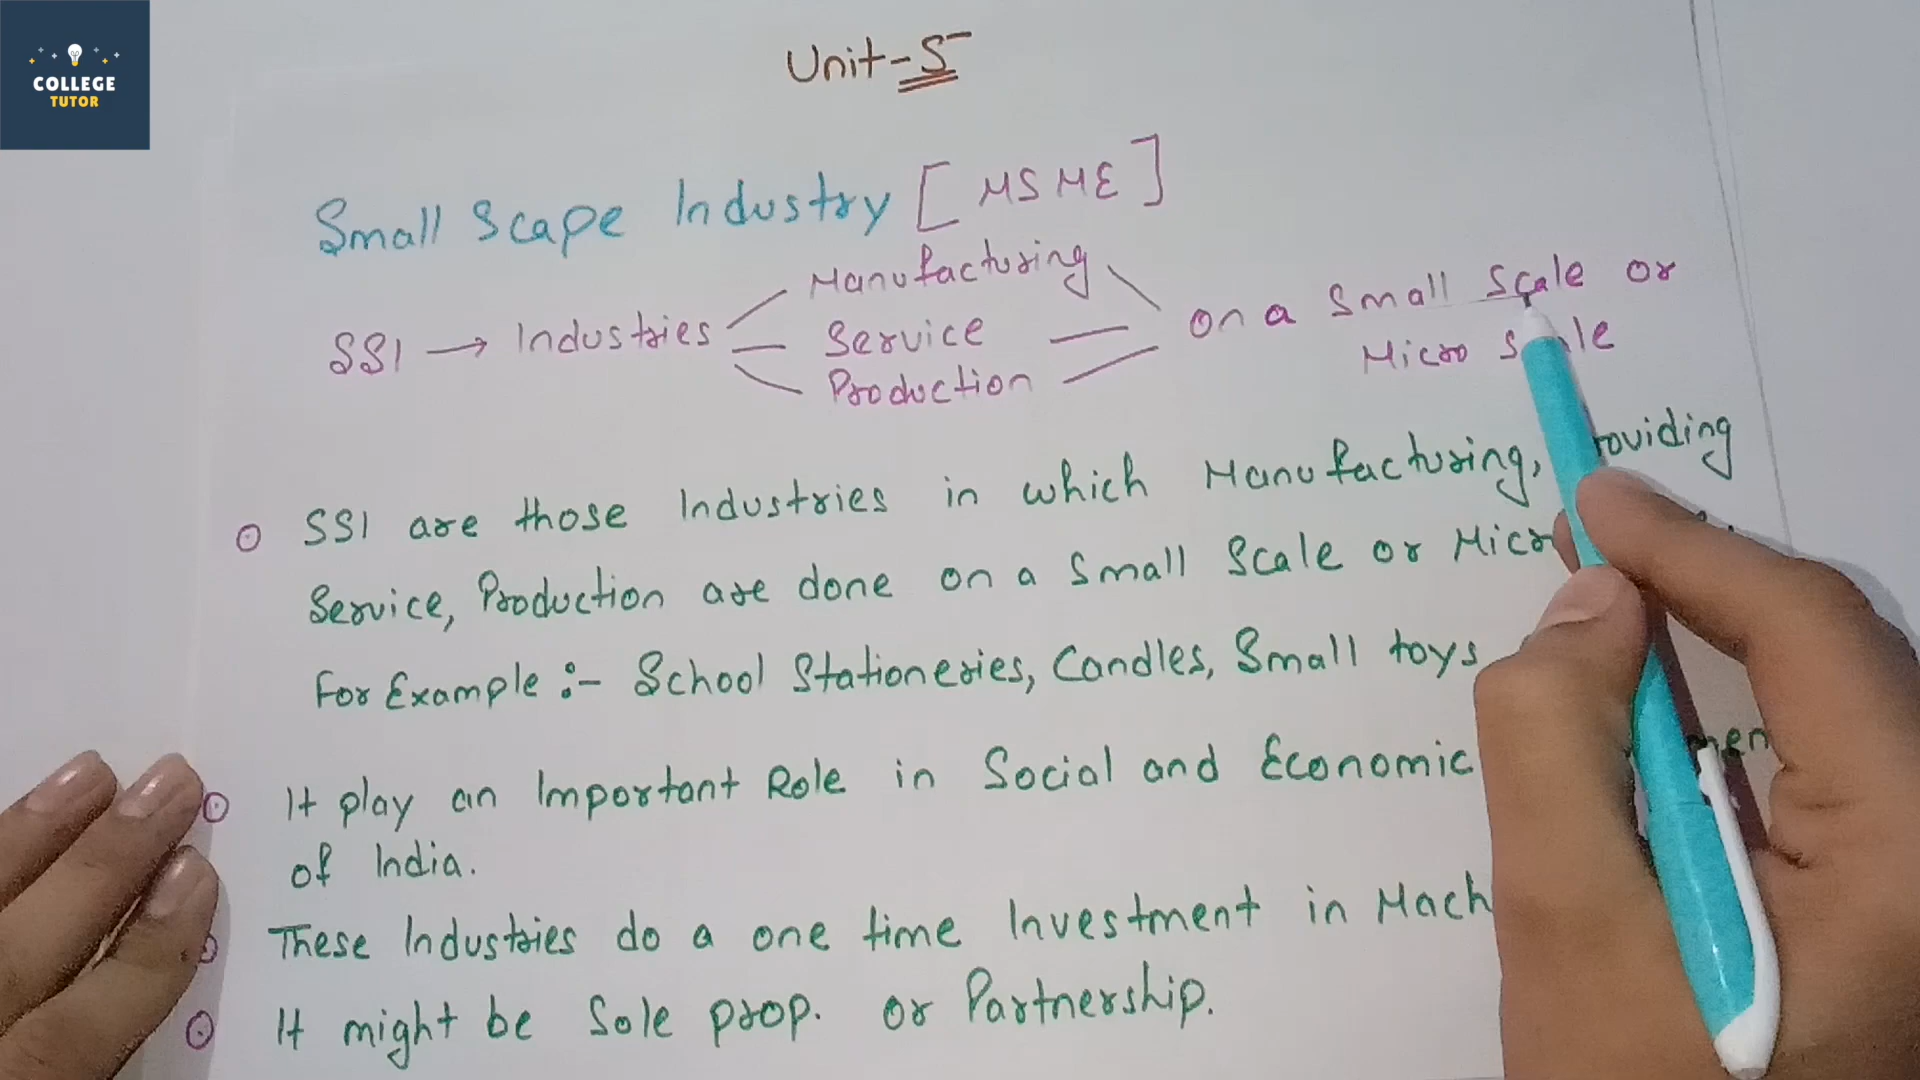 COLLEGE
TUTOR
Unit-5
Small Scape Industry [MSME]
SSI → Industries
Manufacturing
Service
Production
on a Small Scale or
Micro
SSI are those Industries in which Manufacturing,
Service, Production are done on a Small Scale or
For Example :- School Stationeries, Candles, Small toys
It play an Important Role in Social and Economic
of India.
These Industries do a one time Investment in
It might be Sole prop. or Partnership.